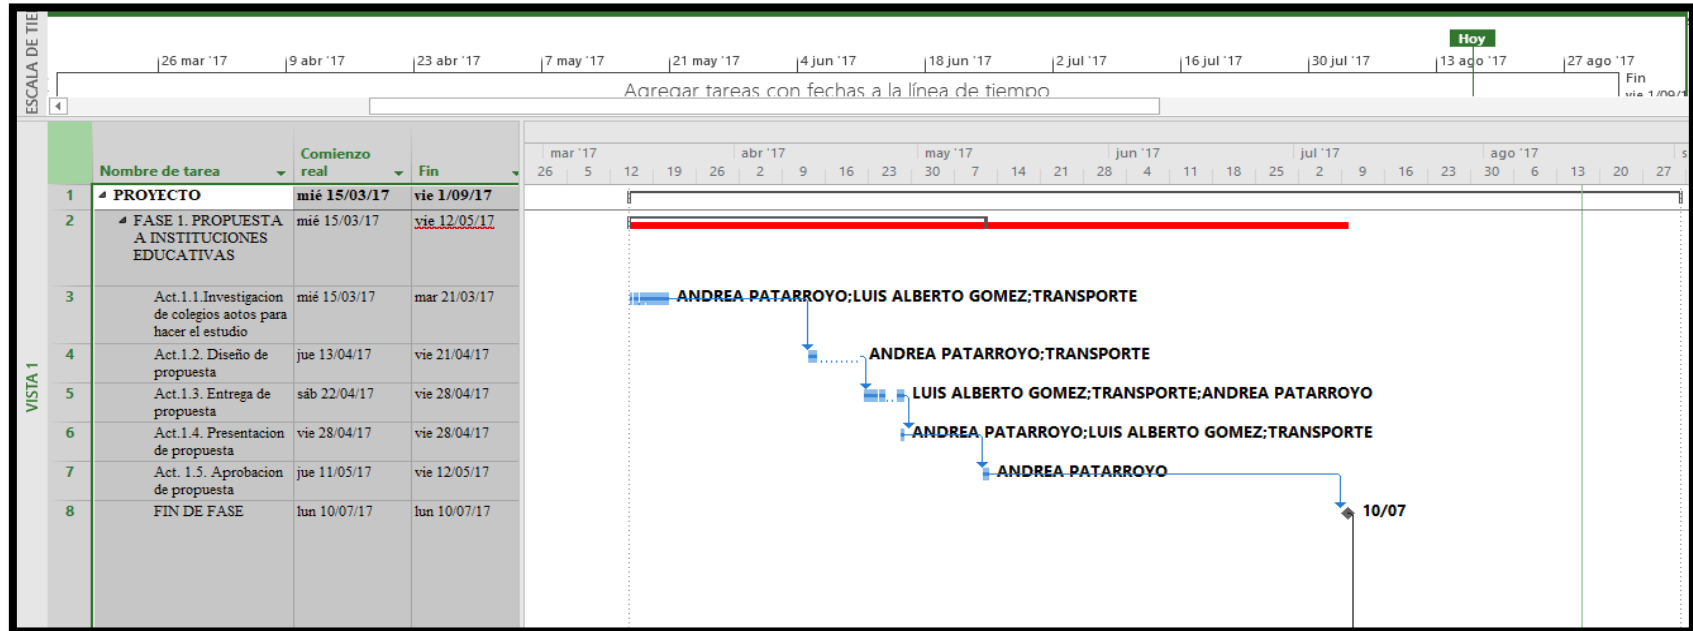 ESCALA DE TIE
Hoy
26 mar '17 9 abr '17 23 abr '17 7 may '17 21 may '17 4 jun '17 18 jun '17 2 jul '17 16 jul '17 30 jul '17 13 ago '17 27 ago '17
Fin
Agregar tareas con fechas a la línea de tiempo
vie 1/09/1
VISTA 1
Nombre de tarea Comienzo real Fin
mar '17 abr '17 may '17 jun '17 jul '17 ago '17 s
26 5 12 19 26 2 9 16 23 30 7 14 21 28 4 11 18 25 2 9 16 23 30 6 13 20 27
1 PROYECTO mié 15/03/17 vie 1/09/17
2 FASE 1. PROPUESTA mié 15/03/17 vie 12/05/17
A INSTITUCIONES
EDUCATIVAS
3 Act.1.1.Investigacion mié 15/03/17 mar 21/03/17 ANDREA PATARROYO;LUIS ALBERTO GOMEZ;TRANSPORTE
de colegios aotos para
hacer el estudio
4 Act.1.2. Diseño de jue 13/04/17 vie 21/04/17 ANDREA PATARROYO;TRANSPORTE
propuesta
5 Act.1.3. Entrega de sáb 22/04/17 vie 28/04/17 LUIS ALBERTO GOMEZ;TRANSPORTE;ANDREA PATARROYO
propuesta
6 Act.1.4. Presentacion vie 28/04/17 vie 28/04/17 ANDREA PATARROYO;LUIS ALBERTO GOMEZ;TRANSPORTE
de propuesta
7 Act. 1.5. Aprobacion jue 11/05/17 vie 12/05/17 ANDREA PATARROYO
de propuesta
8 FIN DE FASE lun 10/07/17 lun 10/07/17 10/07